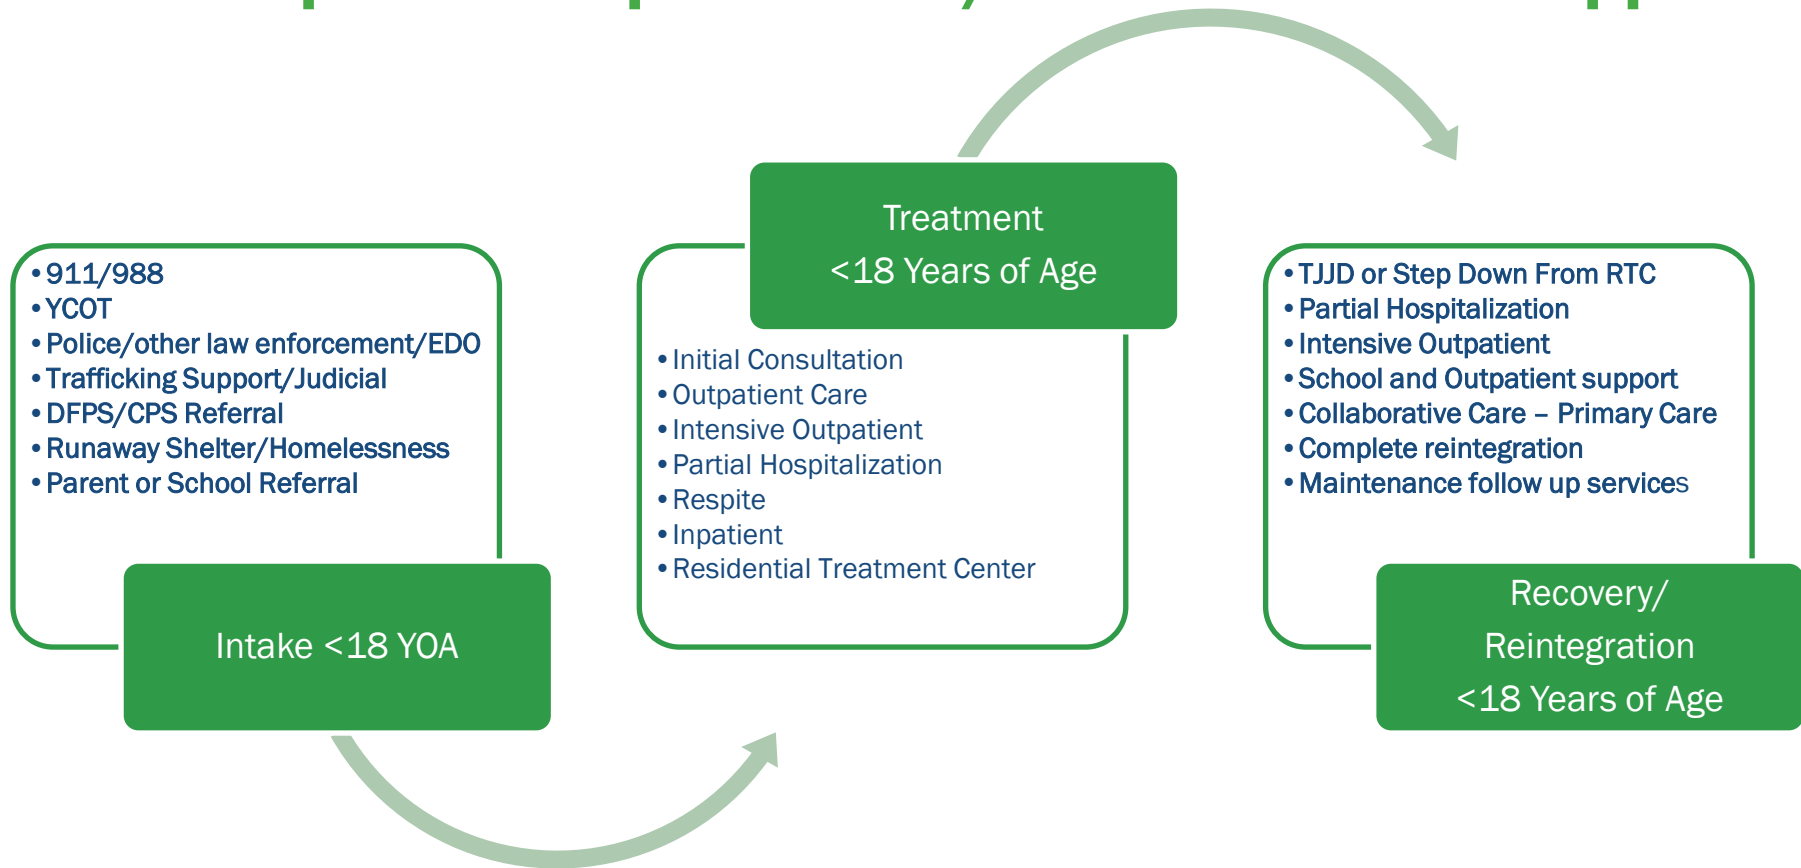 • 911/988
• YCOT
• Police/other law enforcement/EDO
• Trafficking Support/Judicial
• DFPS/CPS Referral
• Runaway Shelter/Homelessness
• Parent or School Referral
Intake <18 YOA
Treatment
<18 Years of Age
• Initial Consultation
• Outpatient Care
• Intensive Outpatient
• Partial Hospitalization
• Respite
• Inpatient
• Residential Treatment Center
• TJJD or Step Down From RTC
• Partial Hospitalization
• Intensive Outpatient
• School and Outpatient support
• Collaborative Care – Primary Care
• Complete reintegration
• Maintenance follow up services
Recovery/
Reintegration
<18 Years of Age